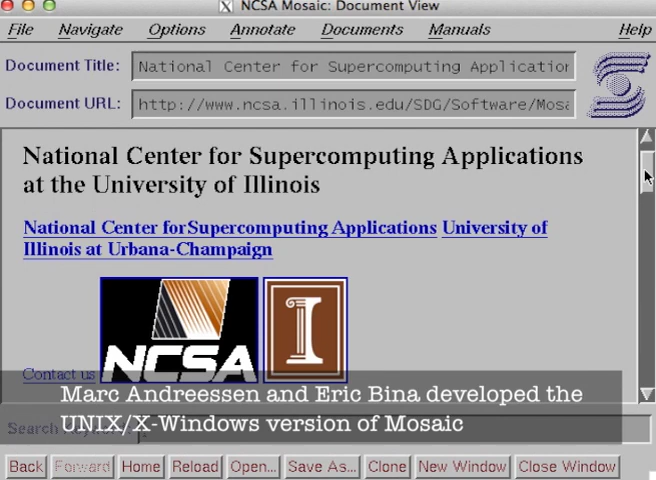 NCSA Mosaic: Document View
File Navigate Options Annotate Documents Manuals Help
Document Title: National Center for Supercomputing Application
Document URL: http://www.ncsa.illinois.edu/SDG/Software/Mosa
National Center for Supercomputing Applications
at the University of Illinois
National Center forSupercomputing Applications University of
Illinois at Urbana-Champaign
NCSA
I
Contact us
Marc Andreessen and Eric Bina developed the
UNIX/X-Windows version of Mosaic
Search Keyword:
Back Forward Home Reload Open... Save As... Clone New Window Close Window